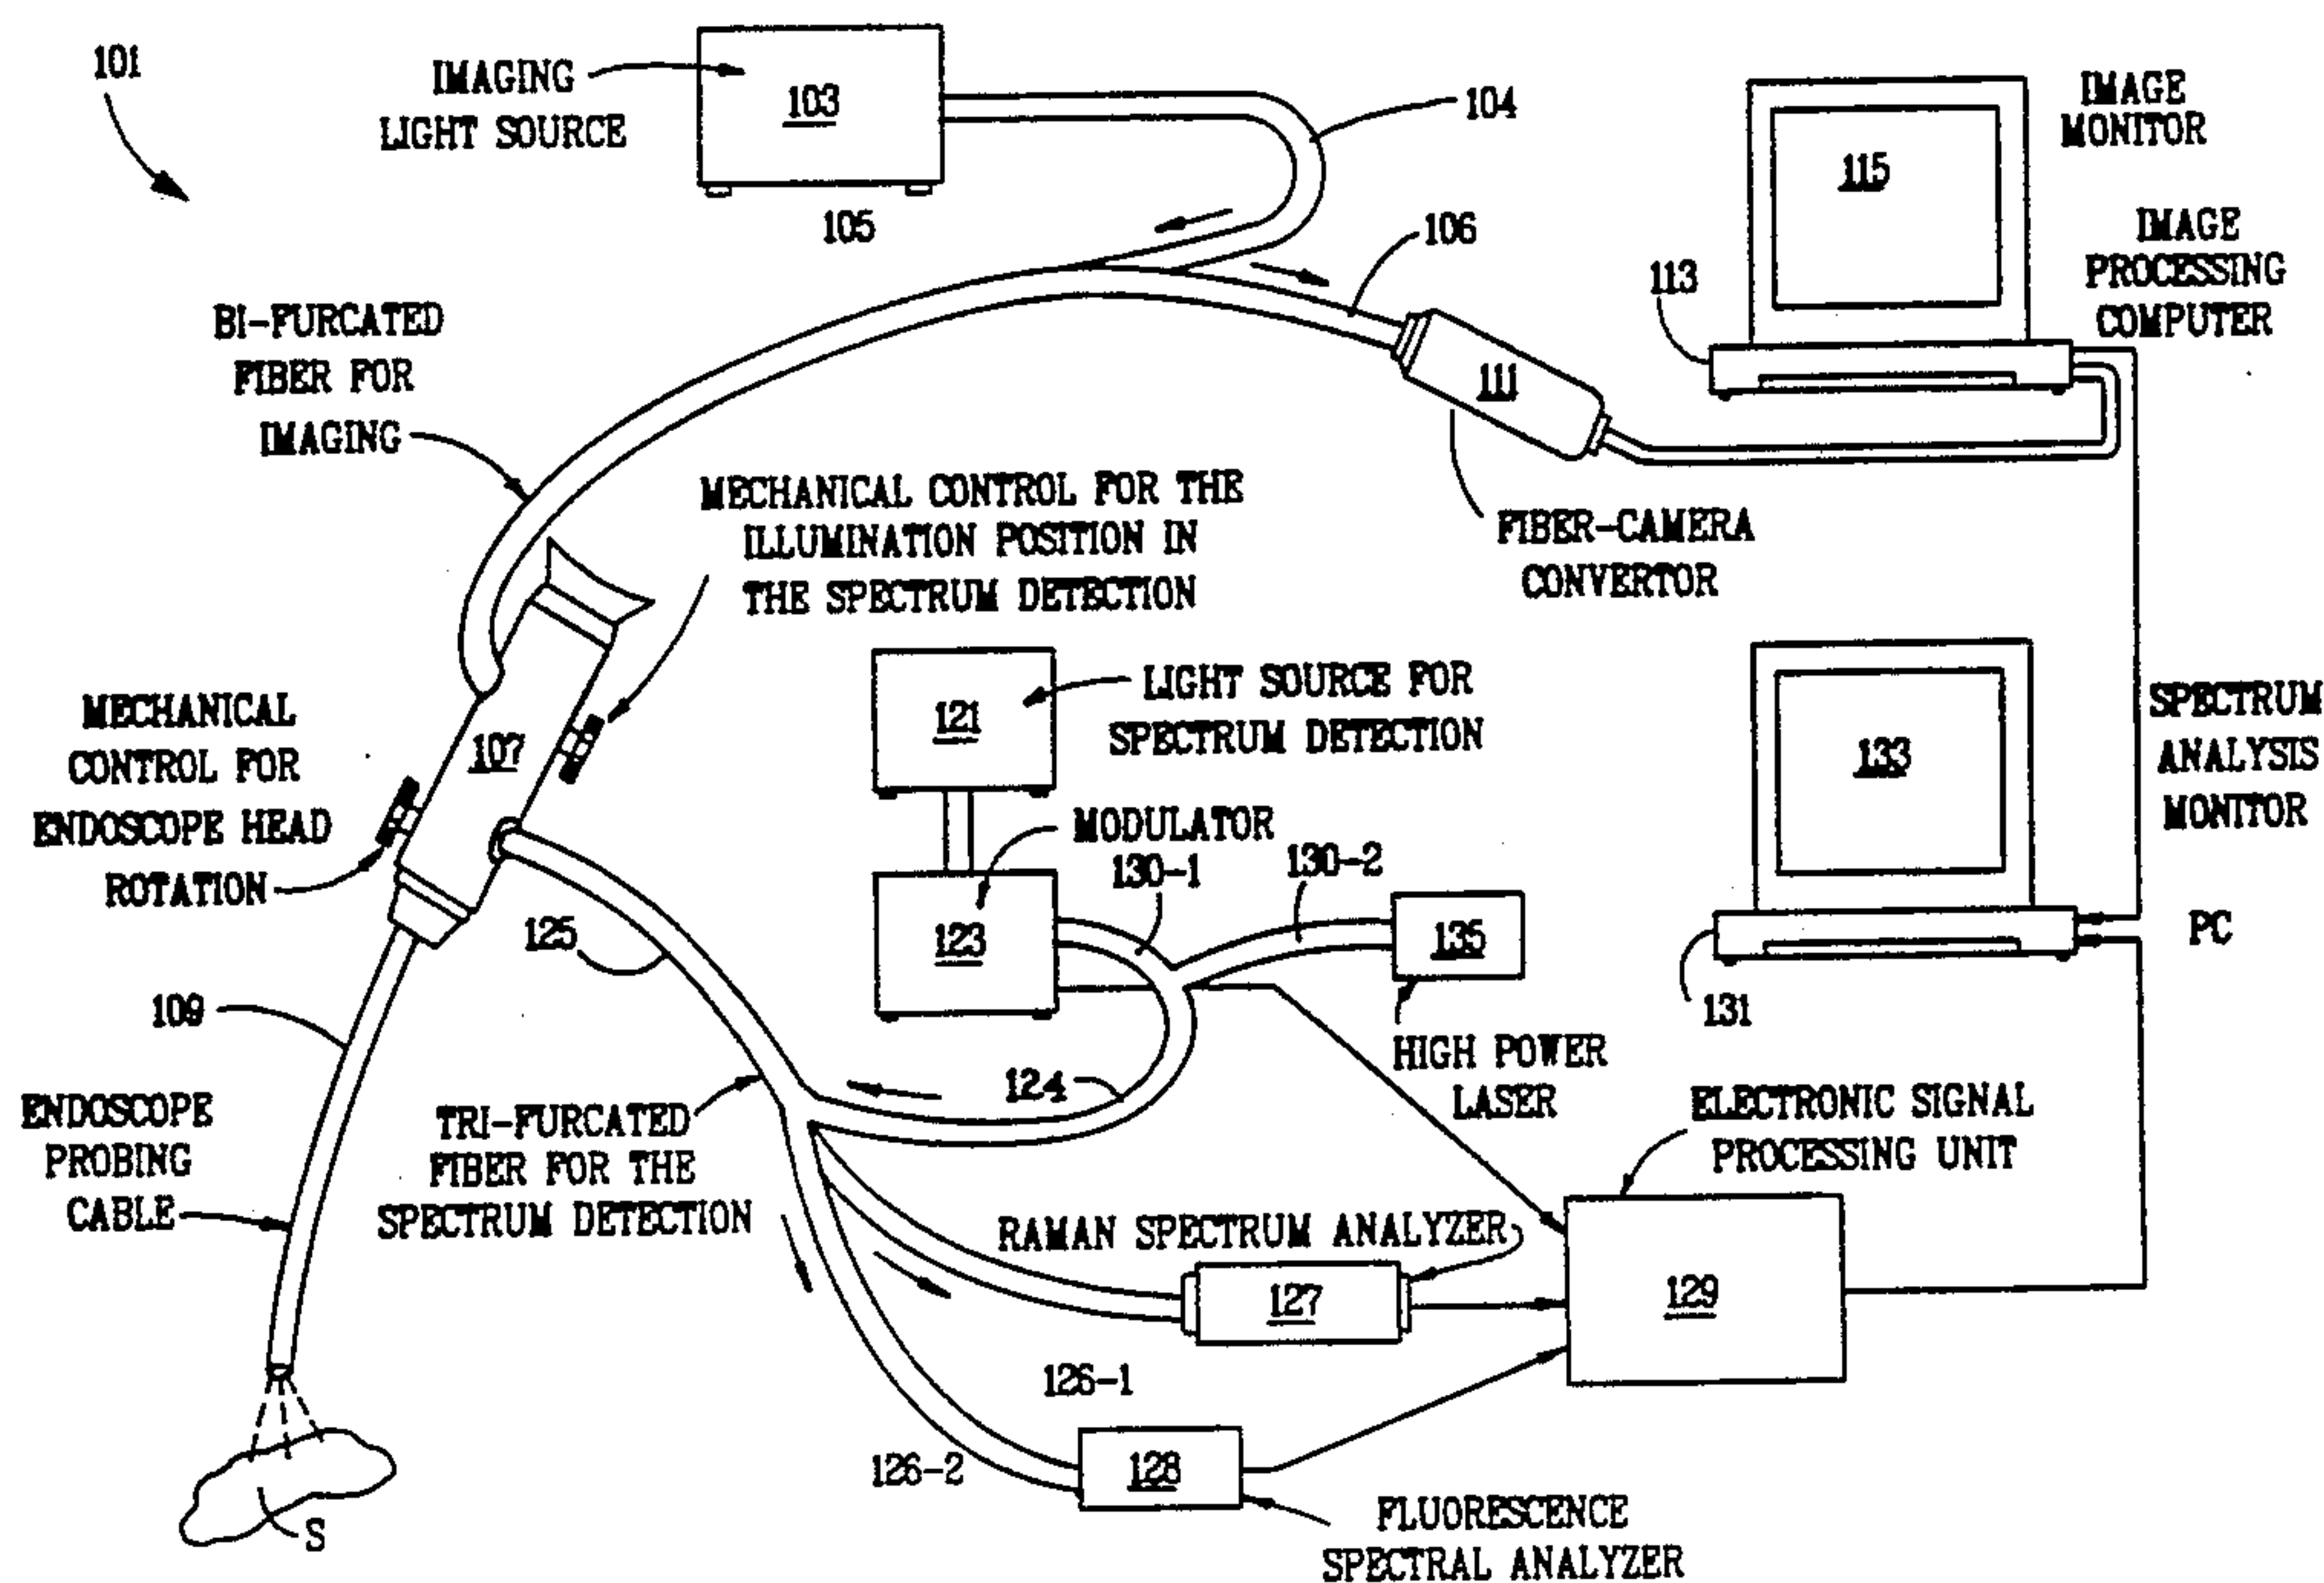 101
IMAGING
LIGHT SOURCE
103
104
105
106
IMAGE
MONITOR
115
IMAGE
PROCESSING
COMPUTER
113
BI-FURCATED
FIBER FOR
IMAGING
111
FIBER-CAMERA
CONVERTOR
MECHANICAL CONTROL FOR THE
ILLUMINATION POSITION IN
THE SPECTRUM DETECTION
MECHANICAL
CONTROL FOR
ENDOSCOPE HEAD
ROTATION
107
121
LIGHT SOURCE FOR
SPECTRUM DETECTION
MODULATOR
123
130-1
130-2
135
HIGH POWER
LASER
133
SPECTRUM
ANALYSIS
MONITOR
PC
131
125
109
ENDOSCOPE
PROBING
CABLE
124
TRI-FURCATED
FIBER FOR THE
SPECTRUM DETECTION
ELECTRONIC SIGNAL
PROCESSING UNIT
RAMAN SPECTRUM ANALYZER
127
129
126-1
126-2
128
FLUORESCENCE
SPECTRAL ANALYZER
S